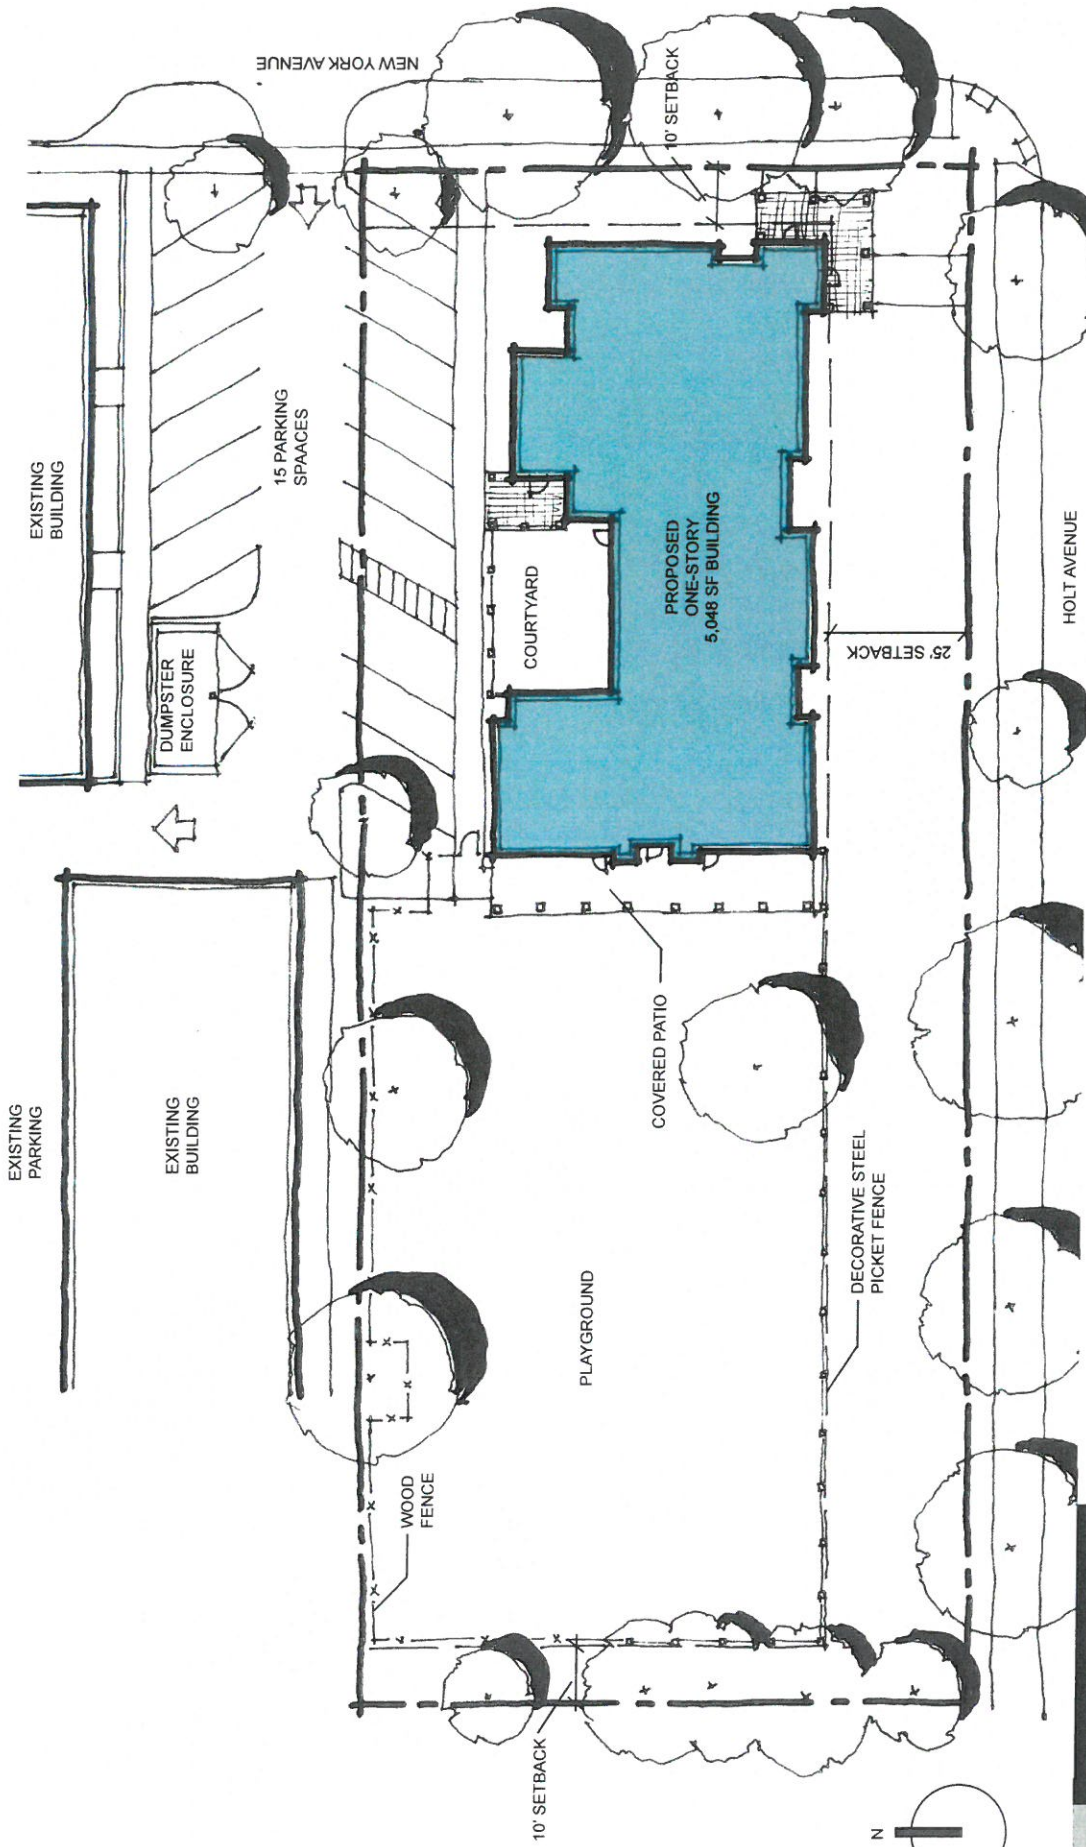 EXISTING
PARKING
EXISTING
BUILDING
EXISTING
BUILDING
DUMPSTER
ENCLOSURE
15 PARKING
SPAACES
NEW YORK AVENUE
10' SETBACK
WOOD
FENCE
PLAYGROUND
COVERED PATIO
COURTYARD
PROPOSED
ONE-STORY
5,048 SF BUILDING
10' SETBACK
DECORATIVE STEEL
PICKET FENCE
25' SETBACK
HOLT AVENUE
N